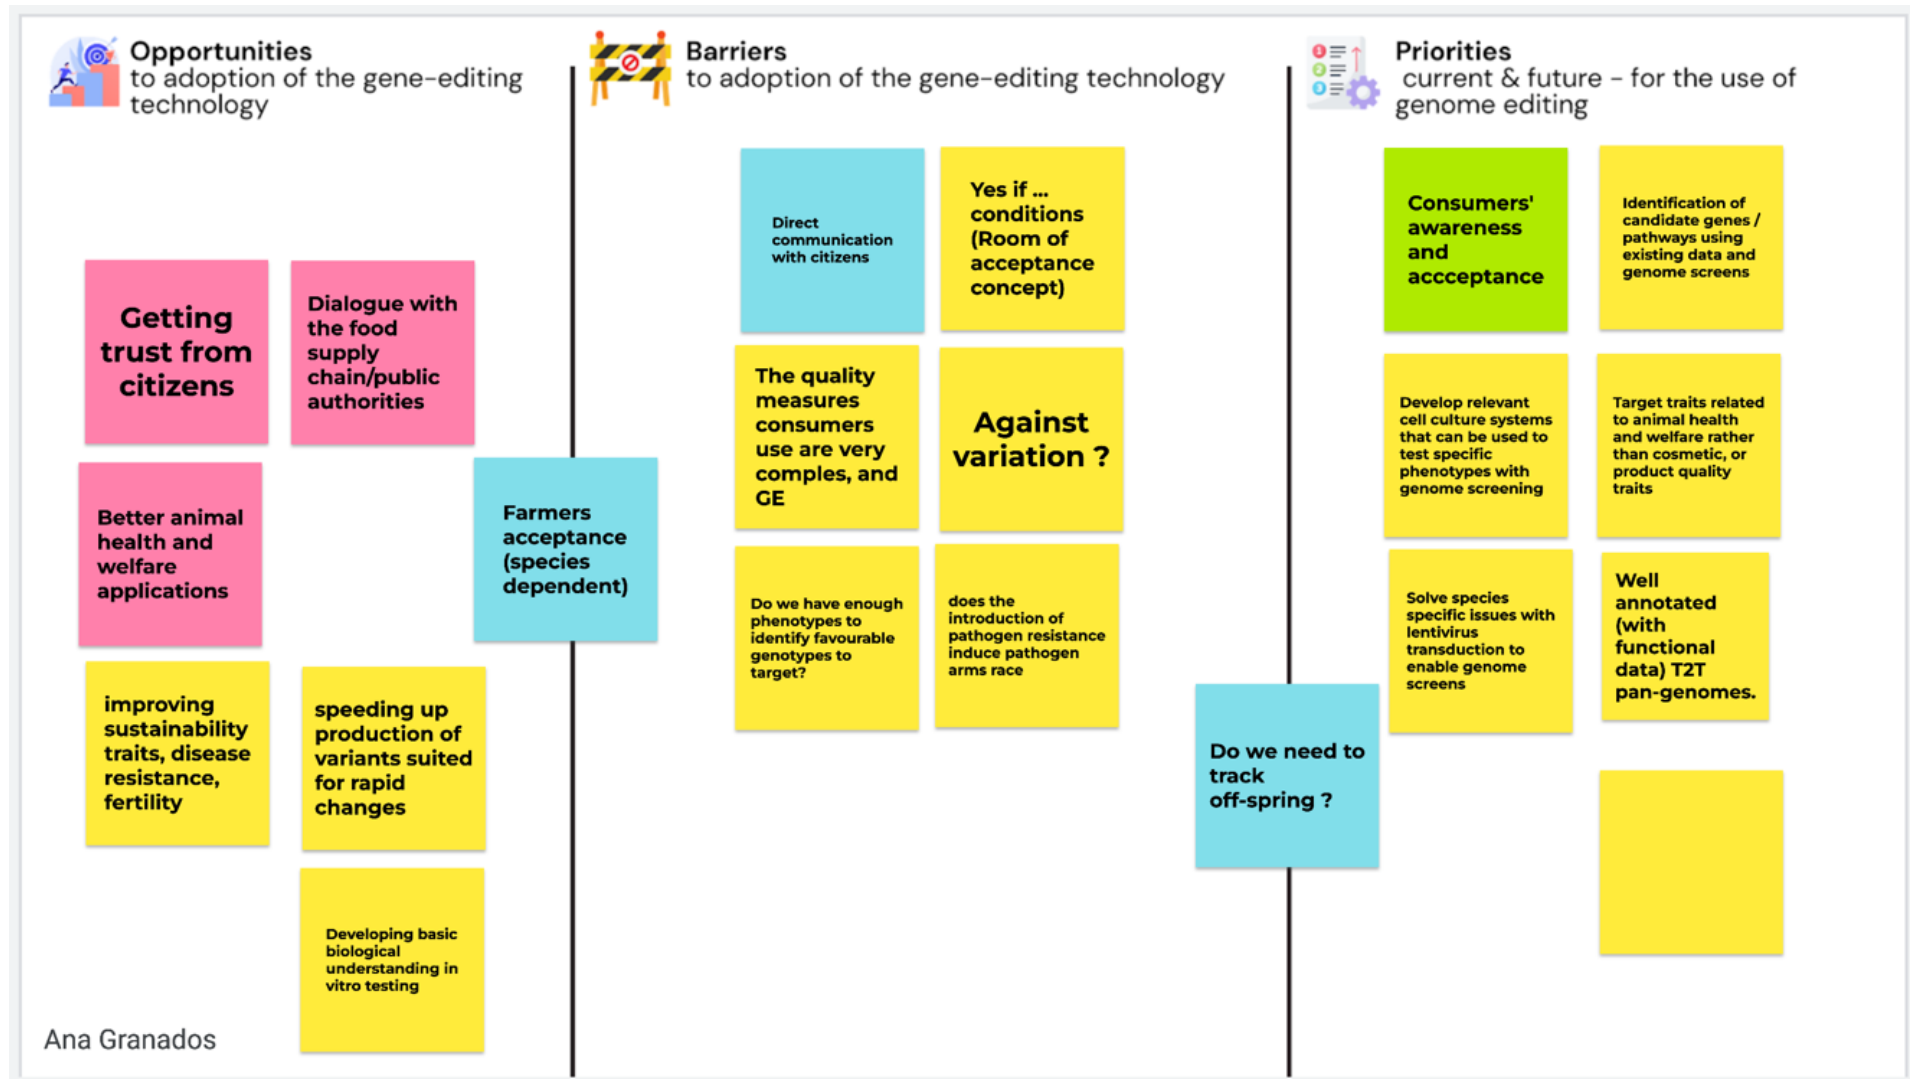 Opportunities
to adoption of the gene-editing
technology
Getting
trust from
citizens
Dialogue with
the food
supply
chain/public
authorities
Better animal
health and
welfare
applications
Farmers
acceptance
(species
dependent)
improving
sustainability
traits, disease
resistance,
fertility
speeding up
production of
variants suited
for rapid
changes
Developing basic
biological
understanding in
vitro testing
Ana Granados
Barriers
to adoption of the gene-editing technology
Direct
communication
with citizens
Yes if ...
conditions
(Room of
acceptance
concept)
The quality
measures
consumers
use are very
comples, and
GE
Against
variation ?
Do we have enough
phenotypes to
identify favourable
genotypes to
target?
does the
introduction of
pathogen resistance
induce pathogen
arms race
Do we need to
track
off-spring ?
1
2
3
Priorities
current & future - for the use of
genome editing
Consumers'
awareness
and
accceptance
Identification of
candidate genes /
pathways using
existing data and
genome screens
Develop relevant
cell culture systems
that can be used to
test specific
phenotypes with
genome screening
Target traits related
to animal health
and welfare rather
than cosmetic, or
product quality
traits
Solve species
specific issues with
lentivirus
transduction to
enable genome
screens
Well
annotated
(with
functional
data) T2T
pan-genomes.